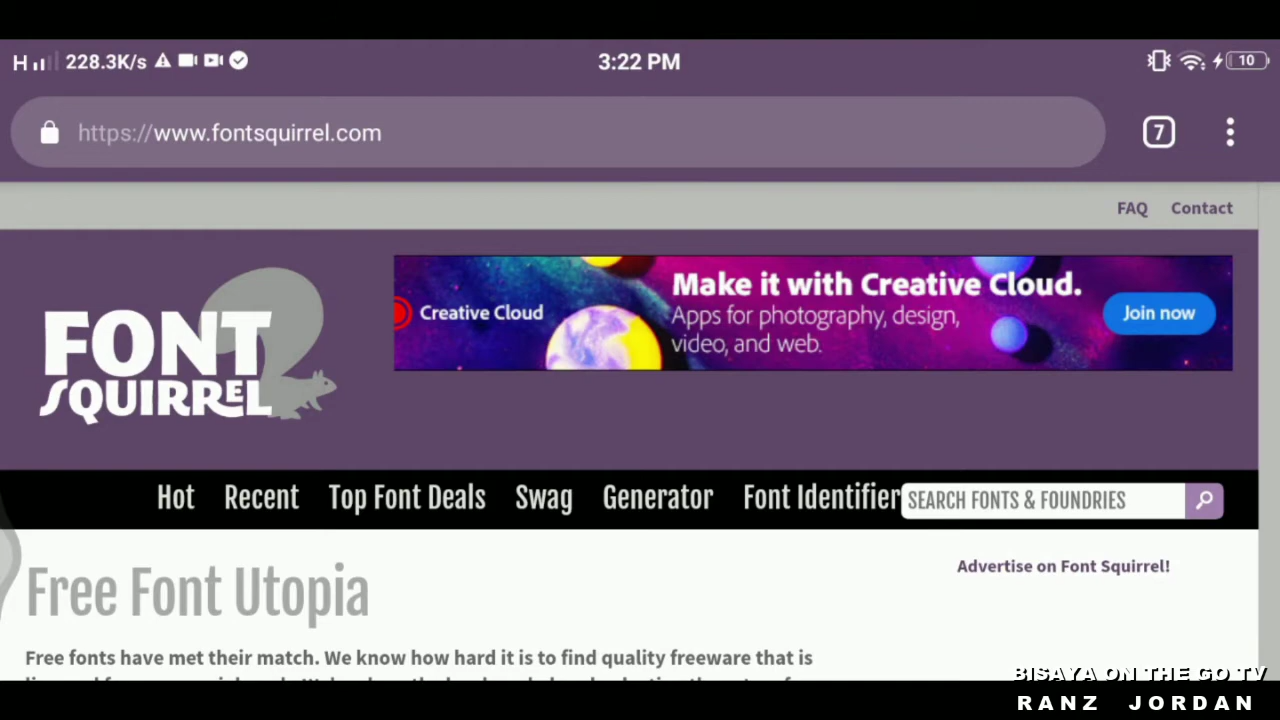 H 228.3K/s 3:22 PM 10
https://www.fontsquirrel.com 7
FAQ Contact
FONT
SQUIRREL
Creative Cloud
Make it with Creative Cloud.
Apps for photography, design,
video, and web.
Join now
Hot Recent Top Font Deals Swag Generator Font Identifier SEARCH FONTS & FOUNDRIES
Free Font Utopia
Advertise on Font Squirrel!
Free fonts have met their match. We know how hard it is to find quality freeware that is
BISAYA ON THE GO TV
RANZ JORDAN